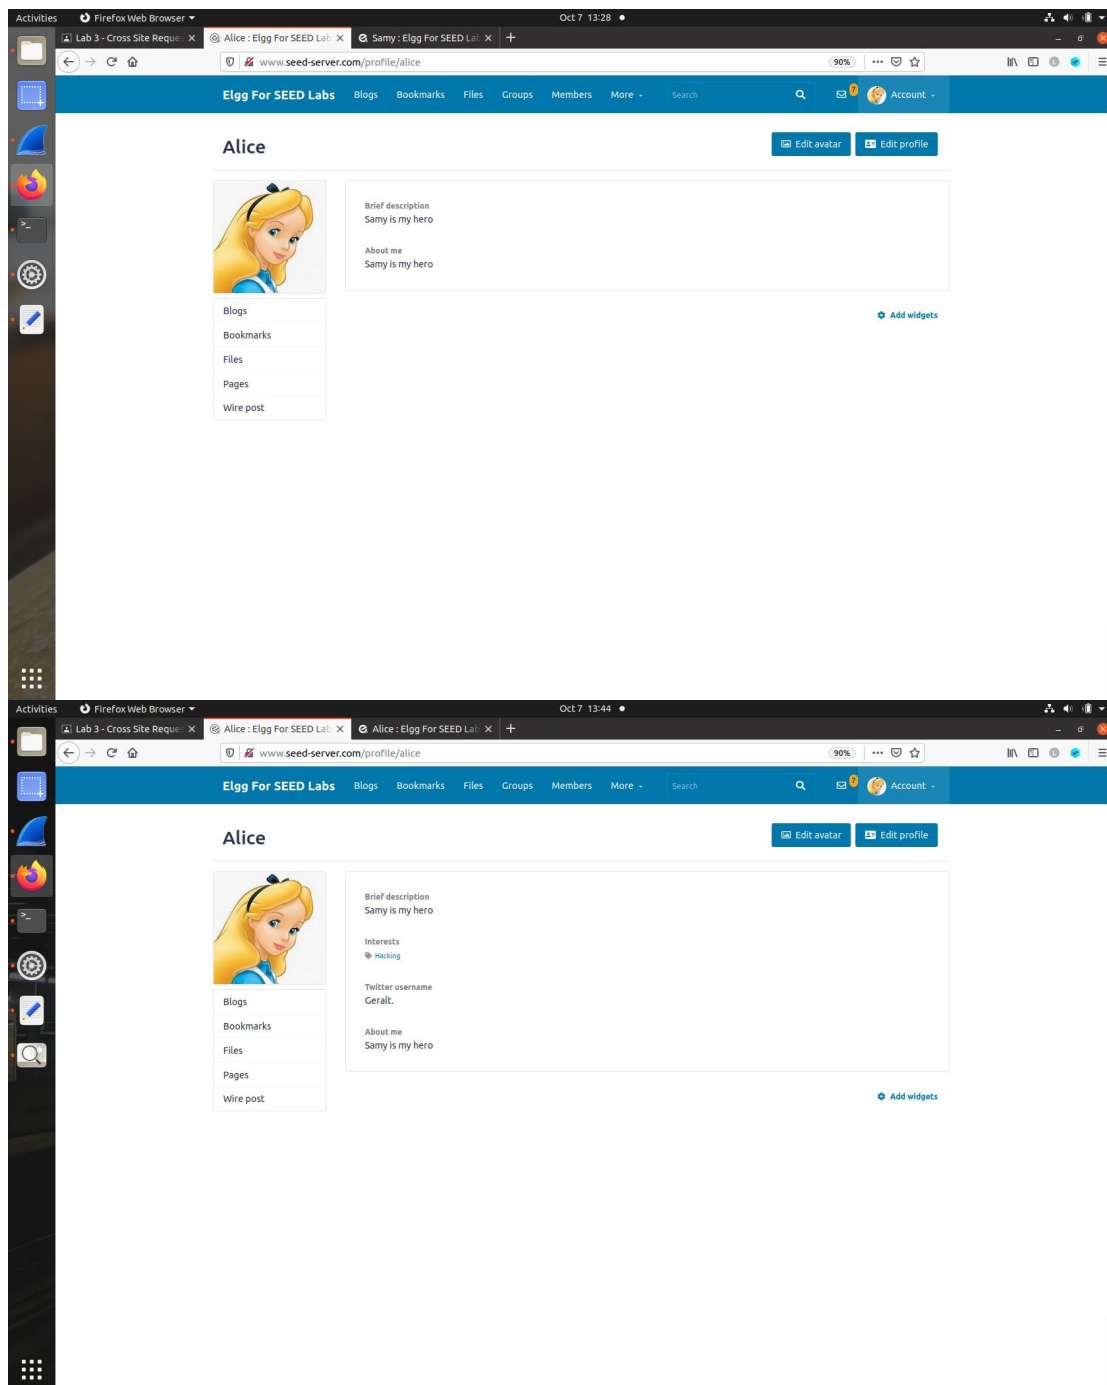 Activities Firefox Web Browser Oct 7 13:28
Lab 3 - Cross Site Reques Alice : Elgg For SEED Lab Samy : Elgg For SEED Lab
www.seed-server.com/profile/alice 90%
Elgg For SEED Labs Blogs Bookmarks Files Groups Members More Search 7 Account
Alice Edit avatar Edit profile
Brief description
Samy is my hero
About me
Samy is my hero
Blogs
Add widgets
Bookmarks
Files
Pages
Wire post
Activities Firefox Web Browser Oct 7 13:44
Lab 3 - Cross Site Reques Alice : Elgg For SEED Lab Alice : Elgg For SEED Lab
www.seed-server.com/profile/alice 90%
Elgg For SEED Labs Blogs Bookmarks Files Groups Members More Search 7 Account
Alice Edit avatar Edit profile
Brief description
Samy is my hero
Interests
Hacking
Twitter username
Geralt.
About me
Samy is my hero
Blogs
Bookmarks
Files
Pages
Wire post
Add widgets